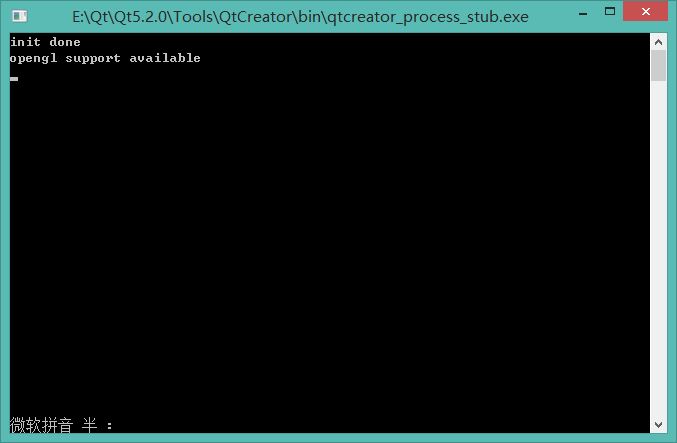 E:\Qt\Qt5.2.0\Tools\QtCreator\bin\qtcreator_process_stub.exe
init done
opengl support available
微软拼音 半 :